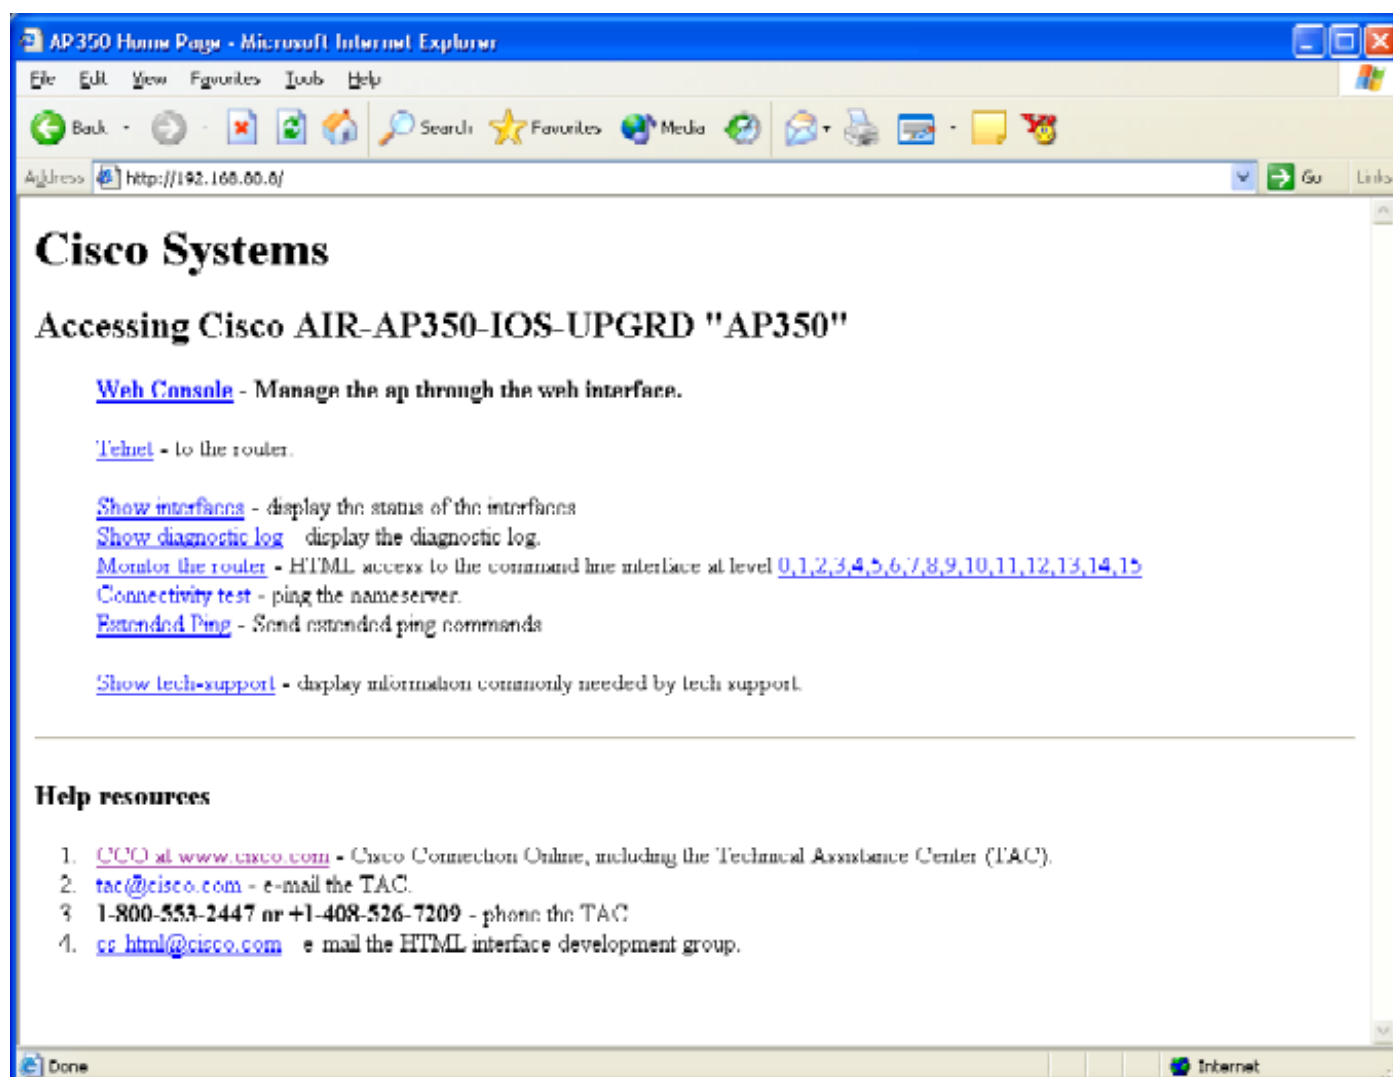 AP350 Home Page - Microsoft Internet Explorer
File Edit View Favorites Tools Help
Back Search Favorites Media
Address http://192.168.80.8/ Go Links
Cisco Systems
Accessing Cisco AIR-AP350-IOS-UPGRD "AP350"
Web Console - Manage the ap through the web interface.
Telnet - to the router.
Show interfaces - display the status of the interfaces
Show diagnostic log display the diagnostic log.
Monitor the router - HTML access to the command line interface at level 0,1,2,3,4,5,6,7,8,9,10,11,12,13,14,15
Connectivity test - ping the nameserver.
Extended Ping - Send extended ping commands
Show tech-support - display information commonly needed by tech support.
Help resources
1. CCO at www.cisco.com - Cisco Connection Online, including the Technical Assistance Center (TAC).
2. tac@cisco.com - e-mail the TAC.
3 1-800-553-2447 or +1-408-526-7209 - phone the TAC
4. cs-html@cisco.com e mail the HTML interface development group.
Done Internet